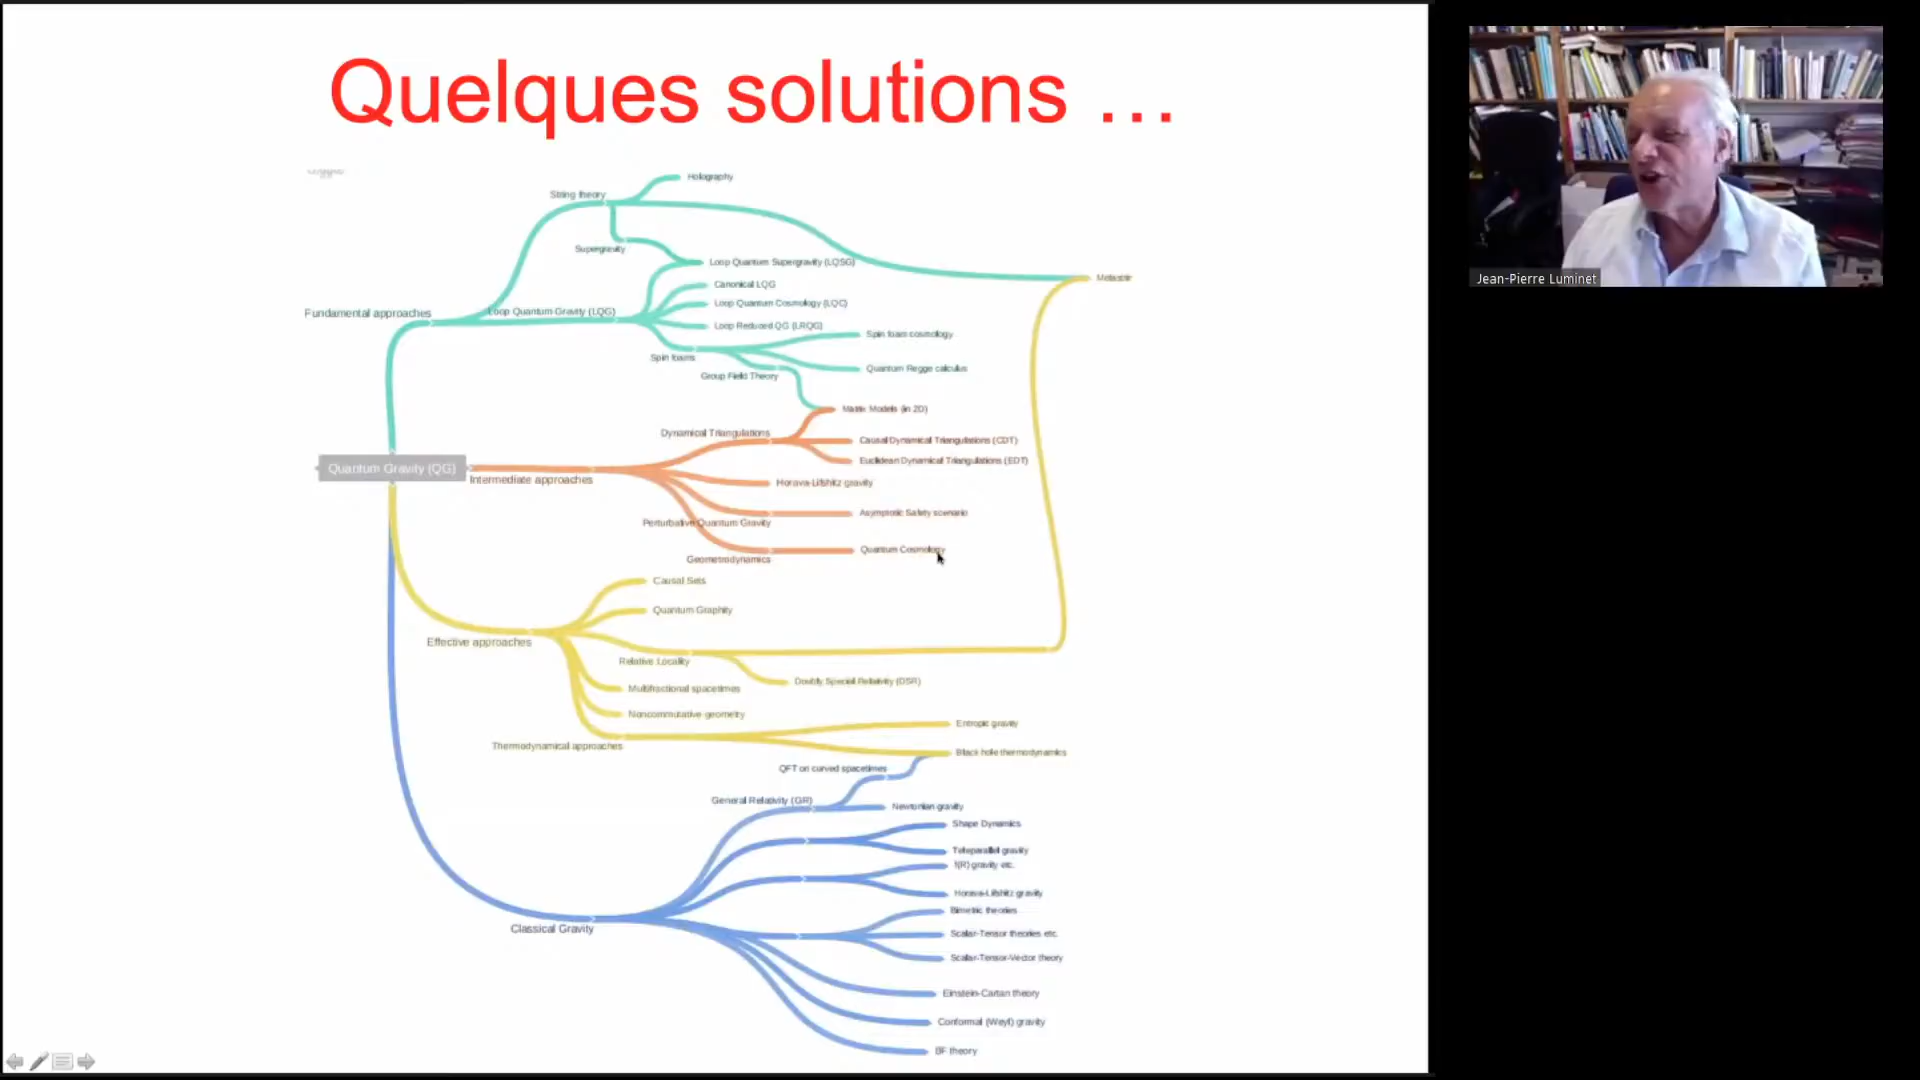 Quelques solutions ...
Holography
String theory
Supergravity
Loop Quantum Supergravity (LQSG)
Metastring
Canonical LQG
Loop Quantum Cosmology (LQC)
Fundamental approaches
Loop Quantum Gravity (LQG)
Loop Reduced QG (LRQG)
Spin foam cosmology
Spin foams
Quantum Regge calculus
Group Field Theory
Matrix Models (in 2D)
Dynamical Triangulations
Causal Dynamical Triangulations (CDT)
Euclidean Dynamical Triangulations (EDT)
Quantum Gravity (QG)
Intermediate approaches
Horava-Lifshitz gravity
Asymptotic Safety scenario
Perturbative Quantum Gravity
Quantum Cosmology
Geometrodynamics
Causal Sets
Quantum Graphity
Effective approaches
Relative Locality
Doubly Special Relativity (DSR)
Multifractional spacetimes
Noncommutative geometry
Entropic gravity
Thermodynamical approaches
Black hole thermodynamics
QFT on curved spacetimes
General Relativity (GR)
Newtonian gravity
Shape Dynamics
Teleparallel gravity
f(R) gravity etc.
Horava-Lifshitz gravity
Bimetric theories
Classical Gravity
Scalar-Tensor theories etc.
Scalar-Tensor-Vector theory
Einstein-Cartan theory
Conformal (Weyl) gravity
BF theory
Jean-Pierre Luminet